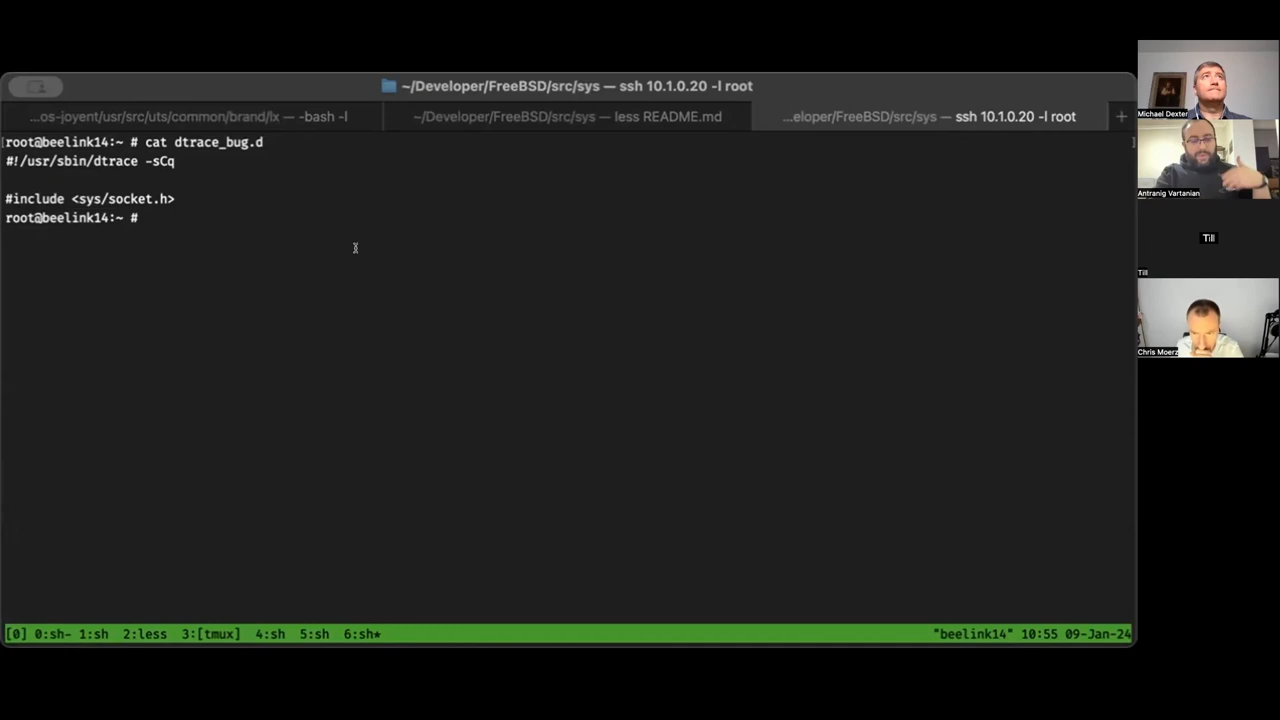 ~/Developer/FreeBSD/src/sys — ssh 10.1.0.20 -l root
...os-joyent/usr/src/uts/common/brand/lx — -bash -l
~/Developer/FreeBSD/src/sys — less README.md
...eloper/FreeBSD/src/sys — ssh 10.1.0.20 -l root
root@beelink14:~ # cat dtrace_bug.d
#!/usr/sbin/dtrace -sCq
#include <sys/socket.h>
root@beelink14:~ #
[0] 0:sh- 1:sh 2:less 3:[tmux] 4:sh 5:sh 6:sh* "beelink14" 10:55 09-Jan-24
Michael Dexter
Antranig Vartanian
Till
Till
Chris Moerz